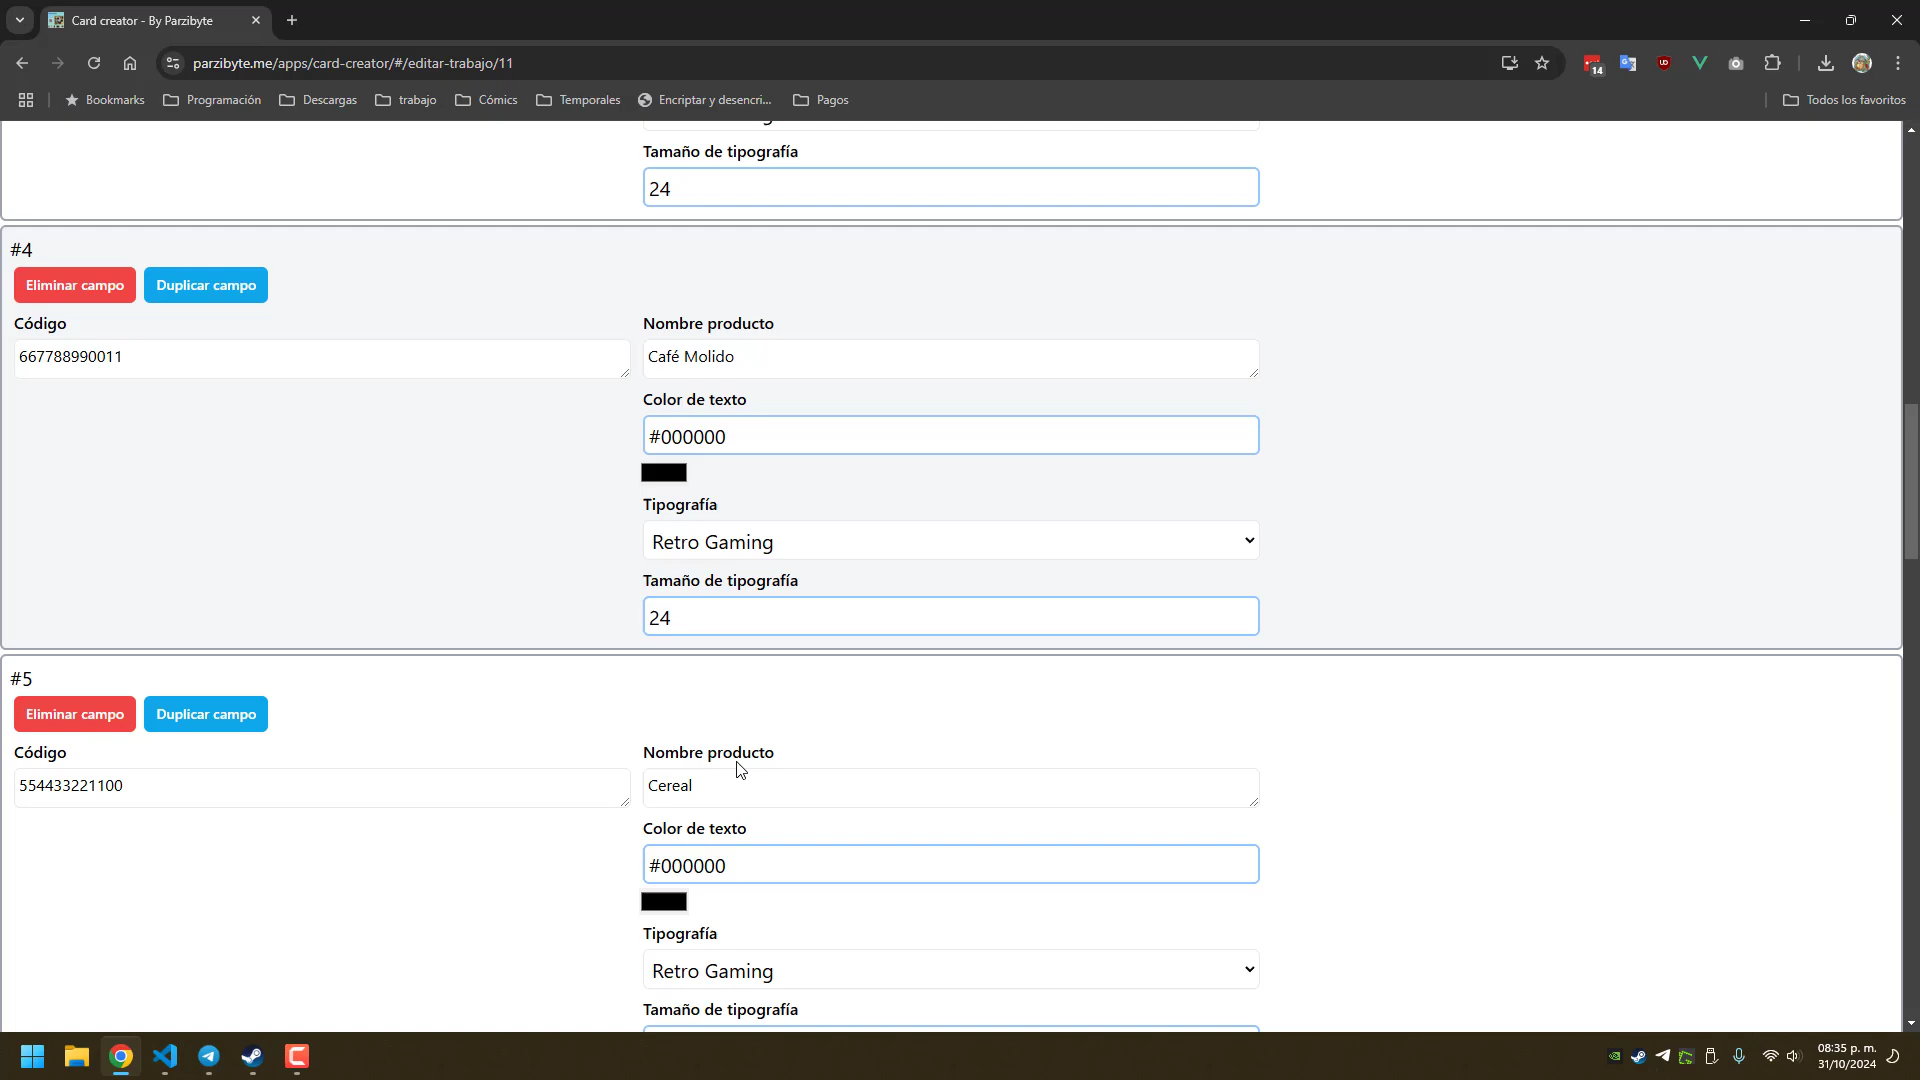 Card creator - By Parzibyte
parzibyte.me/apps/card-creator/#/editar-trabajo/11
14
UD
Bookmarks
Programación
Descargas
trabajo
Cómics
Temporales
Encriptar y desencri...
Pagos
Todos los favoritos
Tamaño de tipografía
24
#4
Eliminar campo
Duplicar campo
Código
Nombre producto
667788990011
Café Molido
Color de texto
#000000
Tipografía
Retro Gaming
Tamaño de tipografía
24
#5
Eliminar campo
Duplicar campo
Código
Nombre producto
554433221100
Cereal
Color de texto
#000000
Tipografía
Retro Gaming
Tamaño de tipografía
08:35 p. m.
31/10/2024